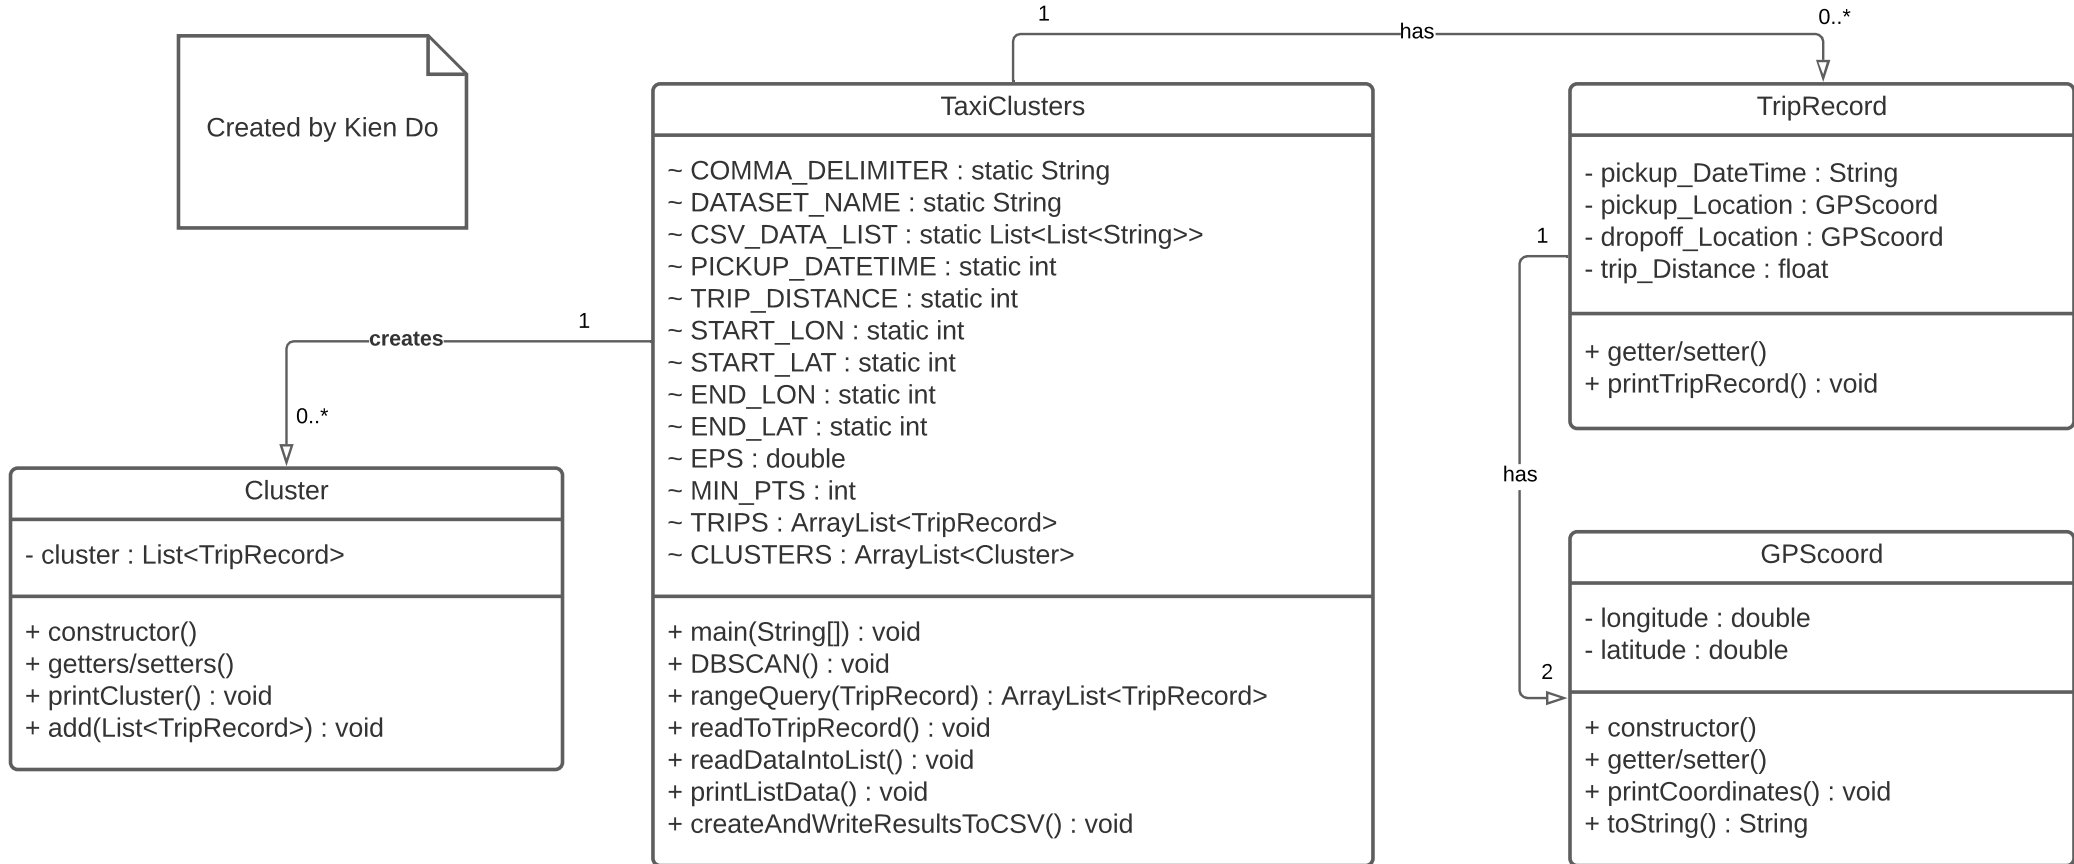 1
has
0..*
Created by Kien Do
TaxiClusters
~ COMMA_DELIMITER : static String
~ DATASET_NAME : static String
~ CSV_DATA_LIST : static List<List<String>>
~ PICKUP_DATETIME : static int
~ TRIP_DISTANCE : static int
~ START_LON : static int
~ START_LAT : static int
~ END_LON : static int
~ END_LAT : static int
~ EPS : double
~ MIN_PTS : int
~ TRIPS : ArrayList<TripRecord>
~ CLUSTERS : ArrayList<Cluster>
+ main(String[]) : void
+ DBSCAN() : void
+ rangeQuery(TripRecord) : ArrayList<TripRecord>
+ readToTripRecord() : void
+ readDataIntoList() : void
+ printListData() : void
+ createAndWriteResultsToCSV() : void
TripRecord
- pickup_DateTime : String
- pickup_Location : GPScoord
- dropoff_Location : GPScoord
- trip_Distance : float
+ getter/setter()
+ printTripRecord() : void
1
has
2
1
creates
0..*
Cluster
- cluster : List<TripRecord>
+ constructor()
+ getters/setters()
+ printCluster() : void
+ add(List<TripRecord>) : void
GPScoord
- longitude : double
- latitude : double
+ constructor()
+ getter/setter()
+ printCoordinates() : void
+ toString() : String